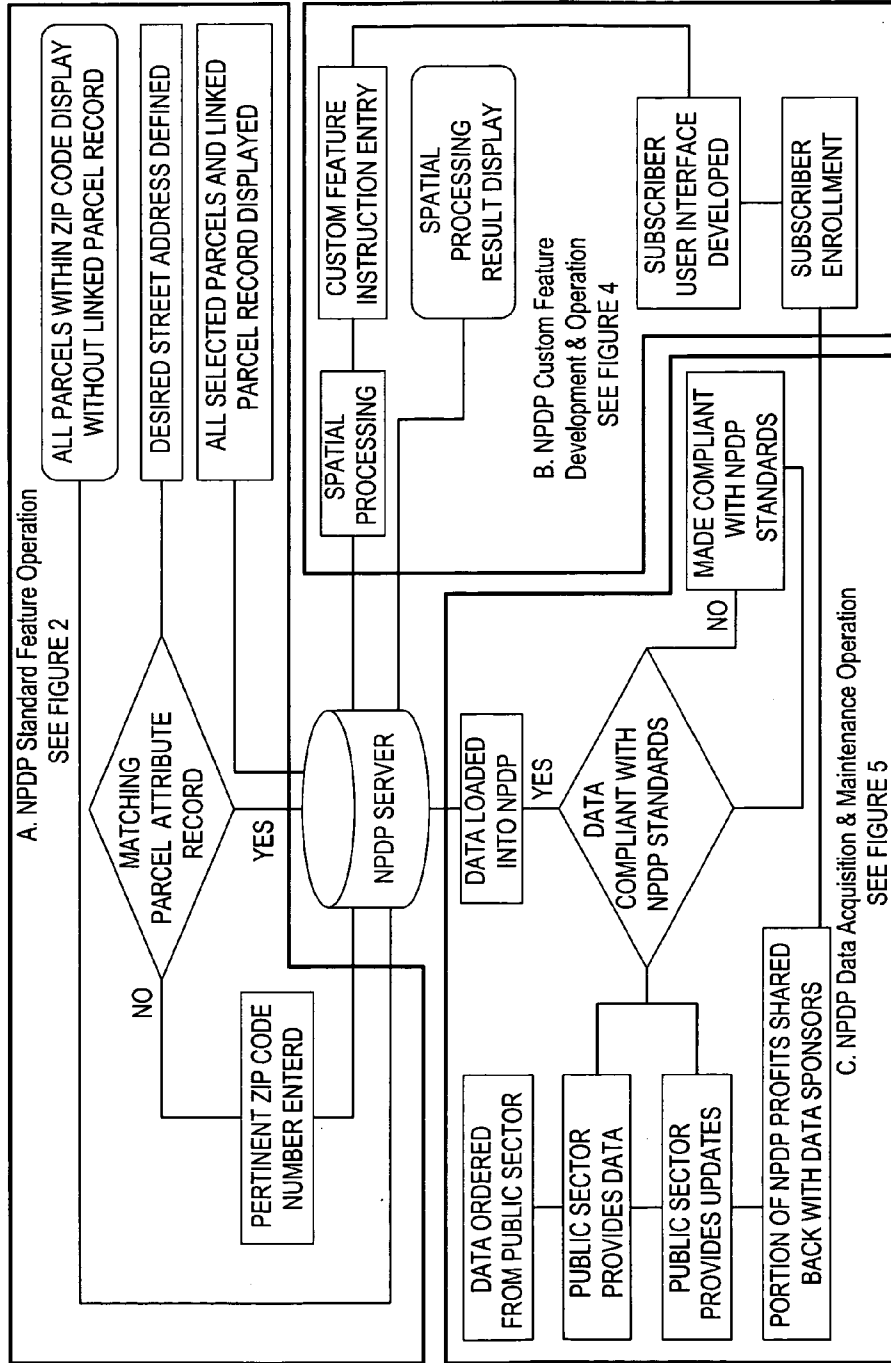 A. NPDP Standard Feature Operation
SEE FIGURE 2
ALL PARCELS WITHIN ZIP CODE DISPLAY
WITHOUT LINKED PARCEL RECORD
DESIRED STREET ADDRESS DEFINED
ALL SELECTED PARCELS AND LINKED
PARCEL RECORD DISPLAYED
MATCHING
PARCEL ATTRIBUTE
RECORD
NO
YES
PERTINENT ZIP CODE
NUMBER ENTERD
NPDP SERVER
SPATIAL
PROCESSING
CUSTOM FEATURE
INSTRUCTION ENTRY
SPATIAL
PROCESSING
RESULT DISPLAY
B. NPDP Custom Feature
Development & Operation
SEE FIGURE 4
SUBSCRIBER
USER INTERFACE
DEVELOPED
SUBSCRIBER
ENROLLMENT
DATA LOADED
INTO NPDP
YES
DATA
COMPLIANT WITH
NPDP STANDARDS
NO
MADE COMPLIANT
WITH NPDP
STANDARDS
DATA ORDERED
FROM PUBLIC SECTOR
PUBLIC SECTOR
PROVIDES DATA
PUBLIC SECTOR
PROVIDES UPDATES
PORTION OF NPDP PROFITS SHARED
BACK WITH DATA SPONSORS
C. NPDP Data Acquisition & Maintenance Operation
SEE FIGURE 5